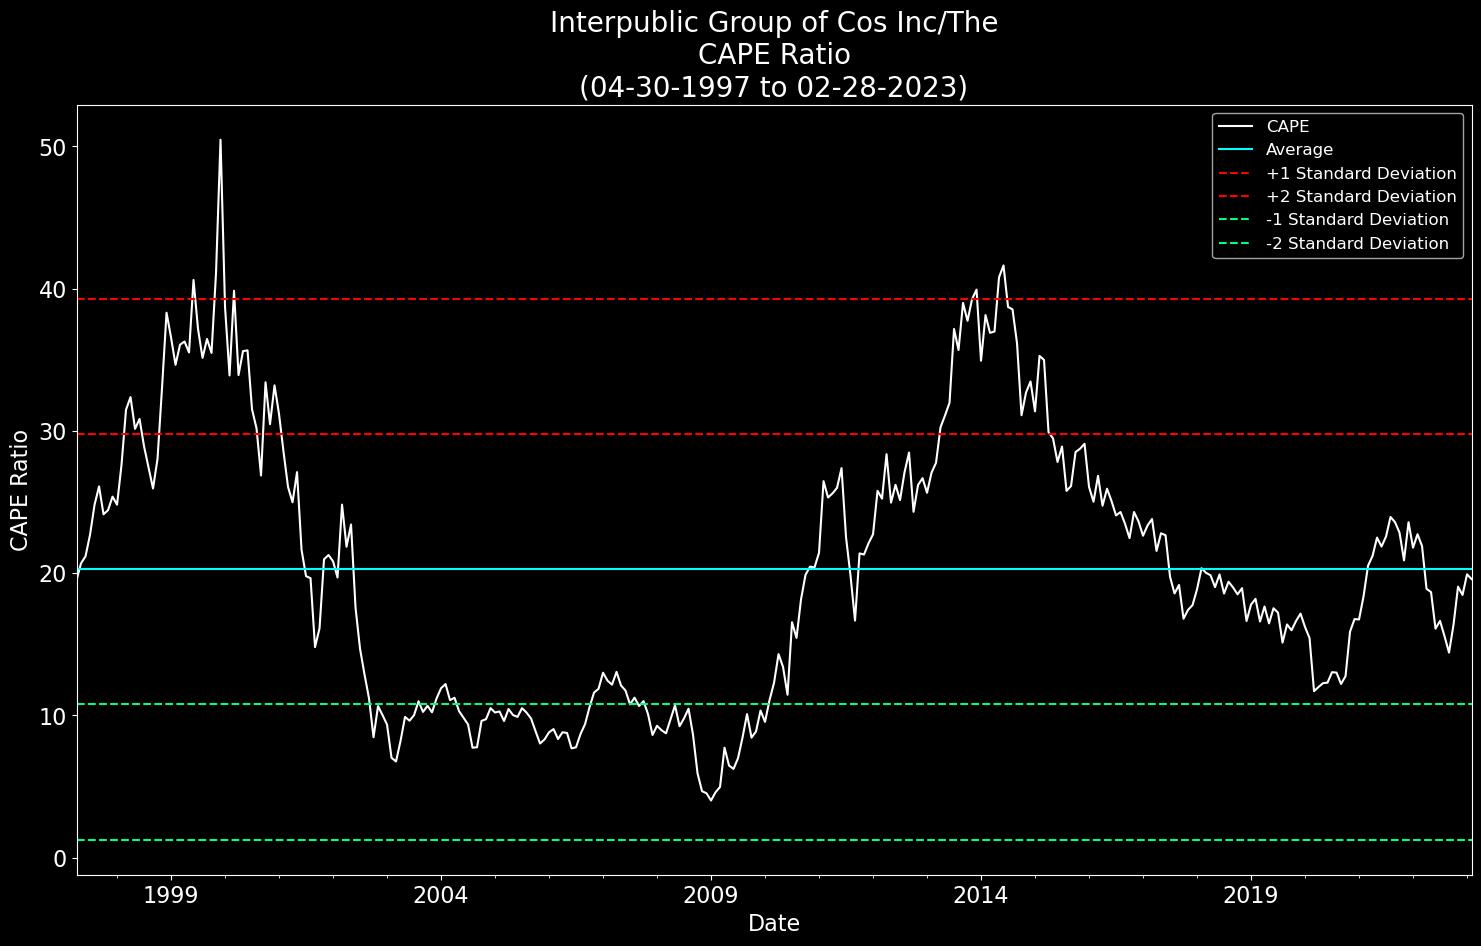 Interpublic Group of Cos Inc/The
CAPE Ratio
(04-30-1997 to 02-28-2023)
CAPE
Average
+1 Standard Deviation
+2 Standard Deviation
-1 Standard Deviation
-2 Standard Deviation
CAPE Ratio
50
40
30
20
10
0
1999 2004 2009 2014 2019
Date